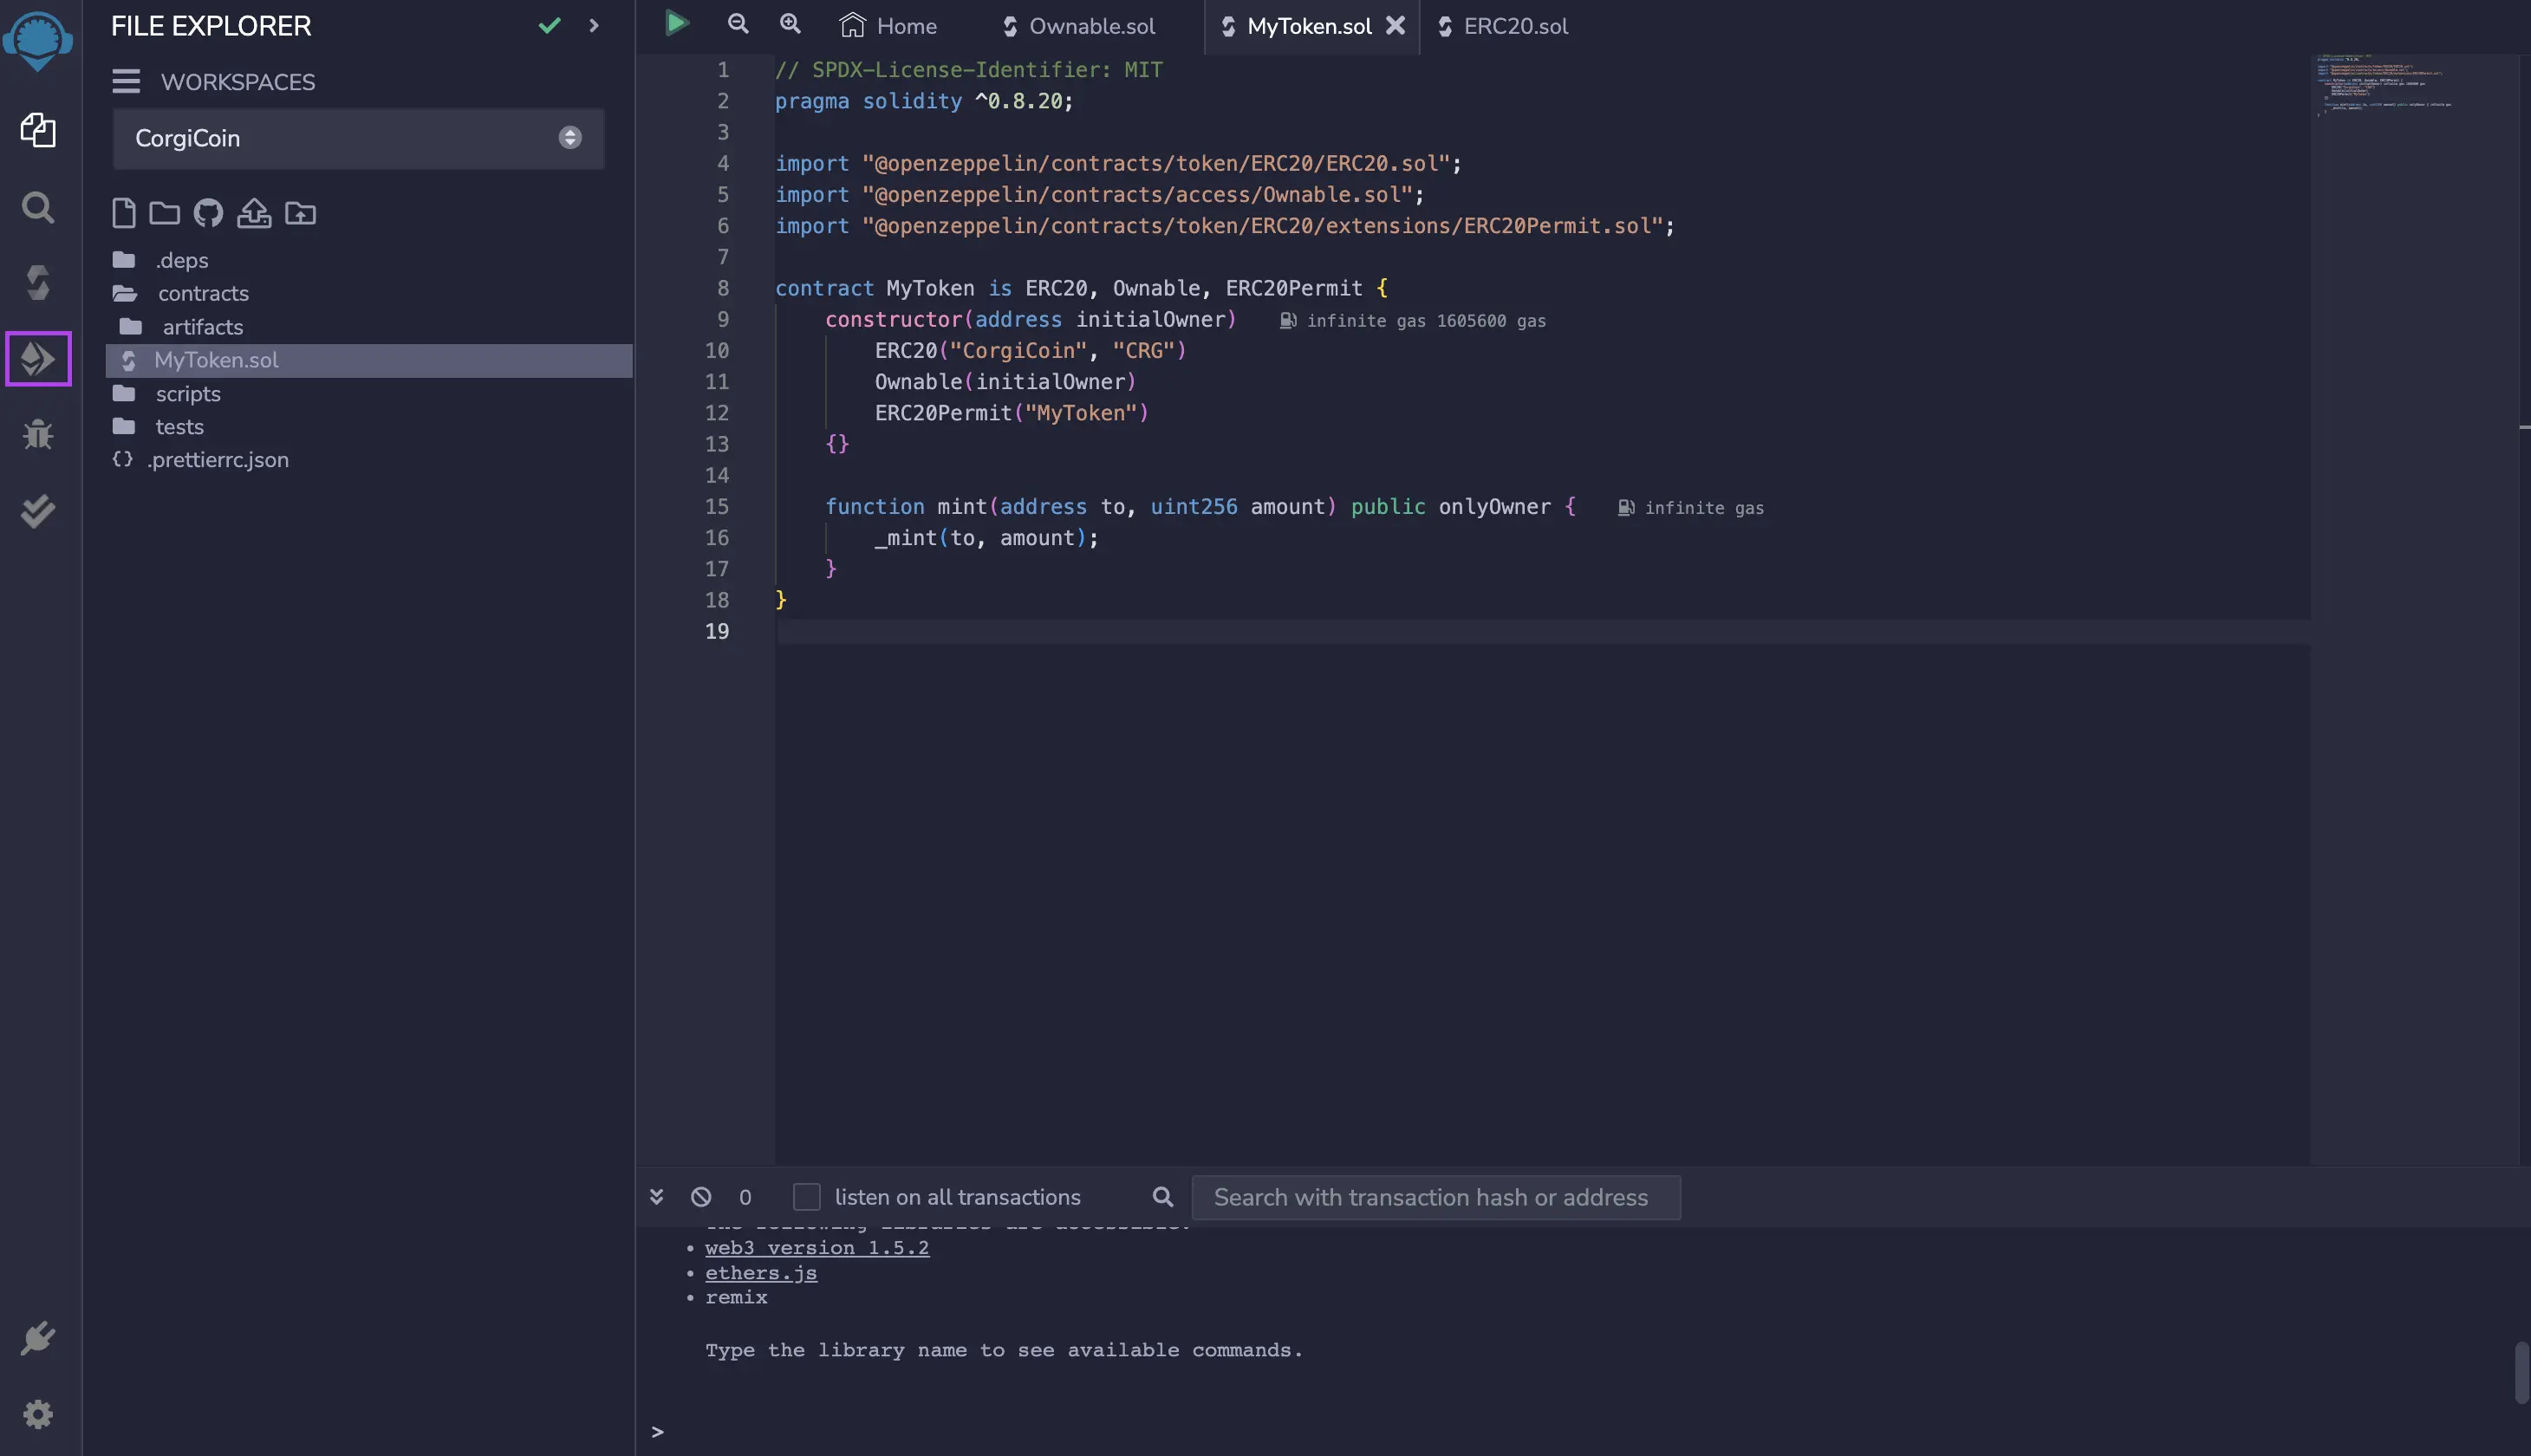 FILE EXPLORER
WORKSPACES
CorgiCoin
.deps
contracts
artifacts
MyToken.sol
scripts
tests
{} .prettierrc.json
Home
Ownable.sol
MyToken.sol
ERC20.sol
1 // SPDX-License-Identifier: MIT
2 pragma solidity ^0.8.20;
3
4 import "@openzeppelin/contracts/token/ERC20/ERC20.sol";
5 import "@openzeppelin/contracts/access/Ownable.sol";
6 import "@openzeppelin/contracts/token/ERC20/extensions/ERC20Permit.sol";
7
8 contract MyToken is ERC20, Ownable, ERC20Permit {
9 constructor(address initialOwner) infinite gas 1605600 gas
10 ERC20("CorgiCoin", "CRG")
11 Ownable(initialOwner)
12 ERC20Permit("MyToken")
13 {}
14
15 function mint(address to, uint256 amount) public onlyOwner { infinite gas
16 _mint(to, amount);
17 }
18 }
19
0 listen on all transactions Search with transaction hash or address
The following libraries are accessible:
• web3 version 1.5.2
• ethers.js
• remix
Type the library name to see available commands.
>